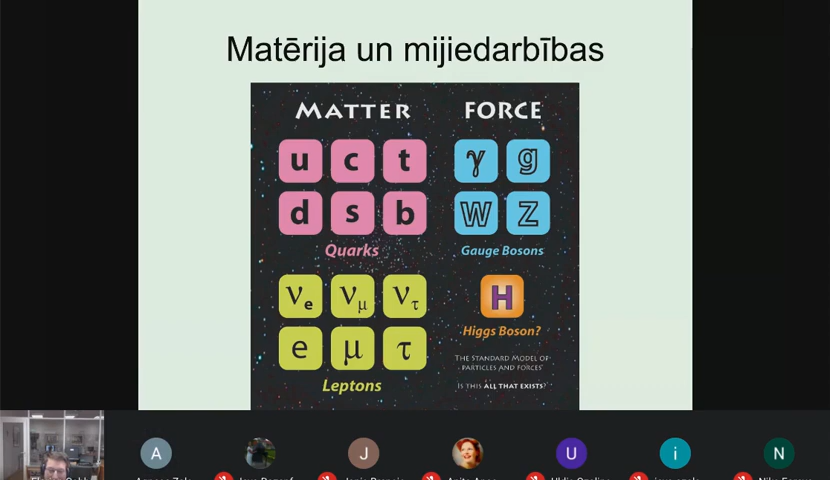 Matērija un mijiedarbības
MATTER FORCE
u c t γ g
d s b W Z
Quarks Gauge Bosons
νe νμ ντ H
Higgs Boson?
e μ τ
THE STANDARD MODEL OF
PARTICLES AND FORCES
Leptons IS THIS ALL THAT EXISTS?
A J U i N